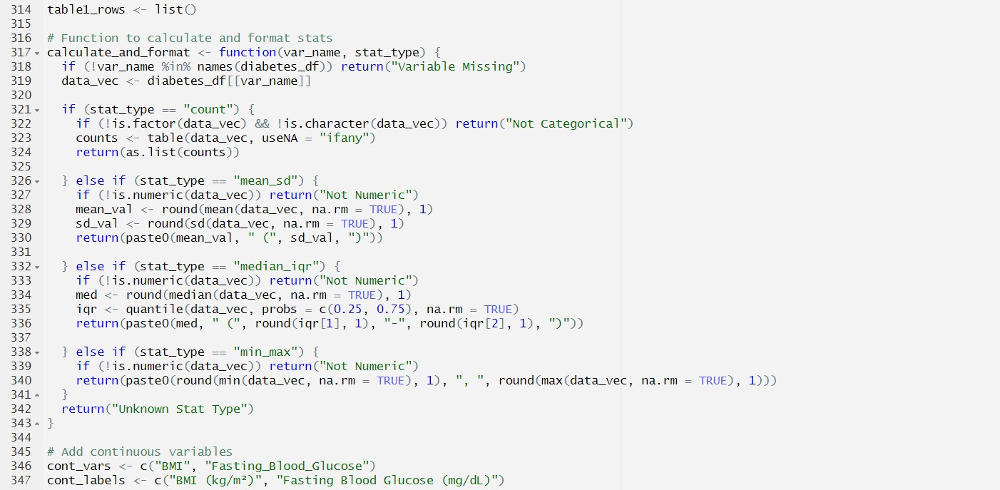 314 table1_rows <- list()
315
316 # Function to calculate and format stats
317 calculate_and_format <- function(var_name, stat_type) {
318   if (!var_name %in% names(diabetes_df)) return("Variable Missing")
319   data_vec <- diabetes_df[[var_name]]
320
321   if (stat_type == "count") {
322     if (!is.factor(data_vec) && !is.character(data_vec)) return("Not Categorical")
323     counts <- table(data_vec, useNA = "ifany")
324     return(as.list(counts))
325
326   } else if (stat_type == "mean_sd") {
327     if (!is.numeric(data_vec)) return("Not Numeric")
328     mean_val <- round(mean(data_vec, na.rm = TRUE), 1)
329     sd_val <- round(sd(data_vec, na.rm = TRUE), 1)
330     return(paste0(mean_val, " (", sd_val, ")"))
331
332   } else if (stat_type == "median_iqr") {
333     if (!is.numeric(data_vec)) return("Not Numeric")
334     med <- round(median(data_vec, na.rm = TRUE), 1)
335     iqr <- quantile(data_vec, probs = c(0.25, 0.75), na.rm = TRUE)
336     return(paste0(med, " (", round(iqr[1], 1), "-", round(iqr[2], 1), ")"))
337
338   } else if (stat_type == "min_max") {
339     if (!is.numeric(data_vec)) return("Not Numeric")
340     return(paste0(round(min(data_vec, na.rm = TRUE), 1), ", ", round(max(data_vec, na.rm = TRUE), 1)))
341   }
342   return("Unknown Stat Type")
343 }
344
345 # Add continuous variables
346 cont_vars <- c("BMI", "Fasting_Blood_Glucose")
347 cont_labels <- c("BMI (kg/m²)", "Fasting Blood Glucose (mg/dL)")